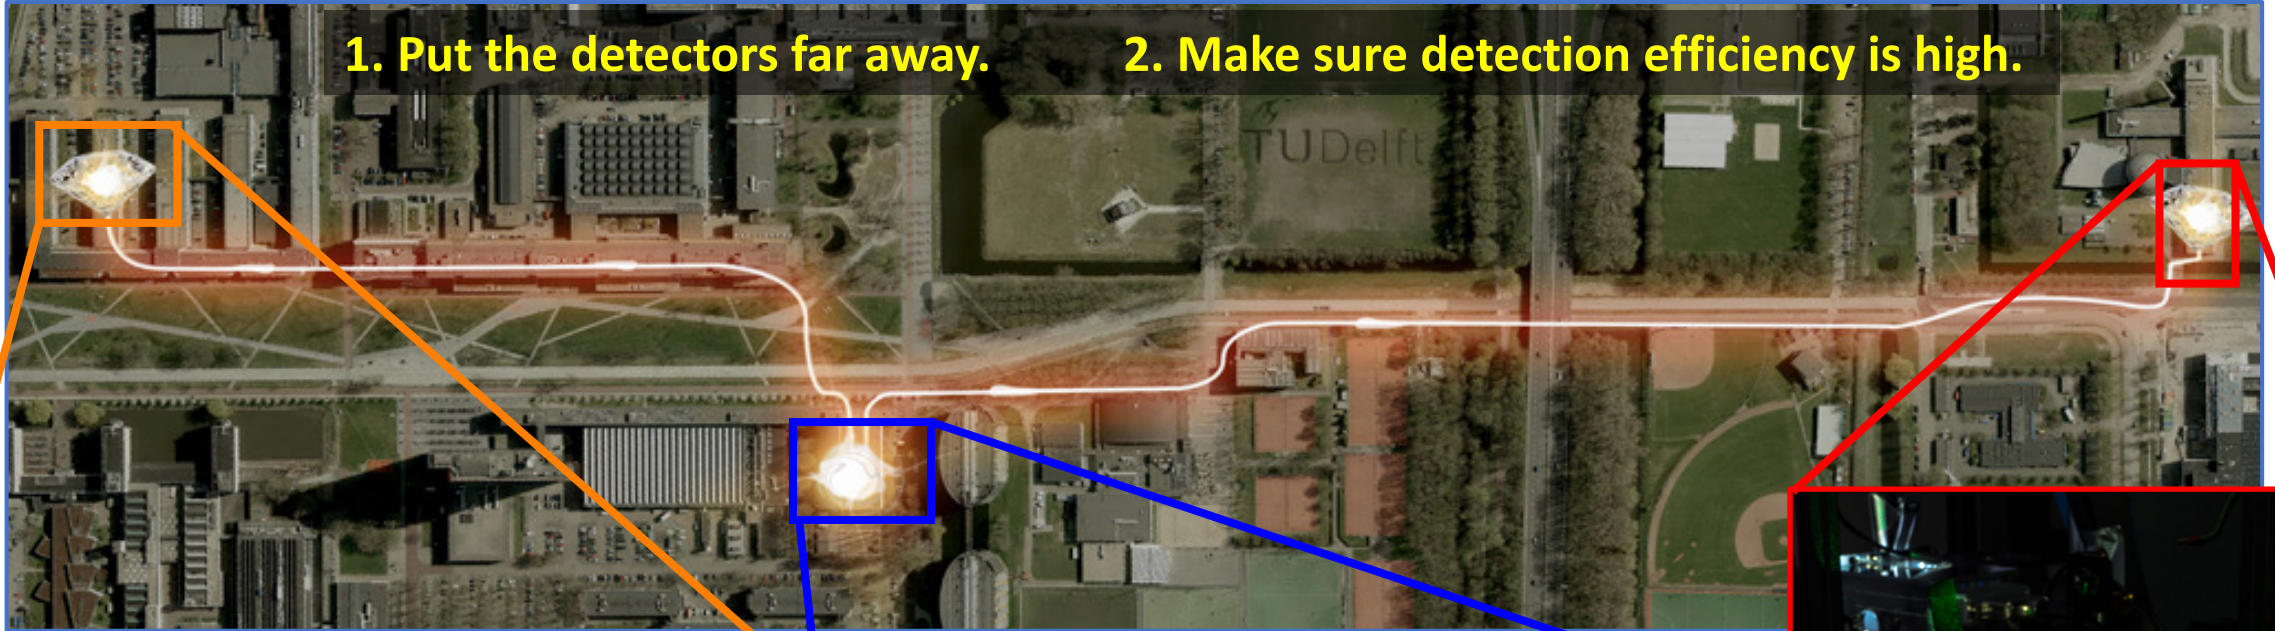 1. Put the detectors far away. 2. Make sure detection efficiency is high.
TUDelft